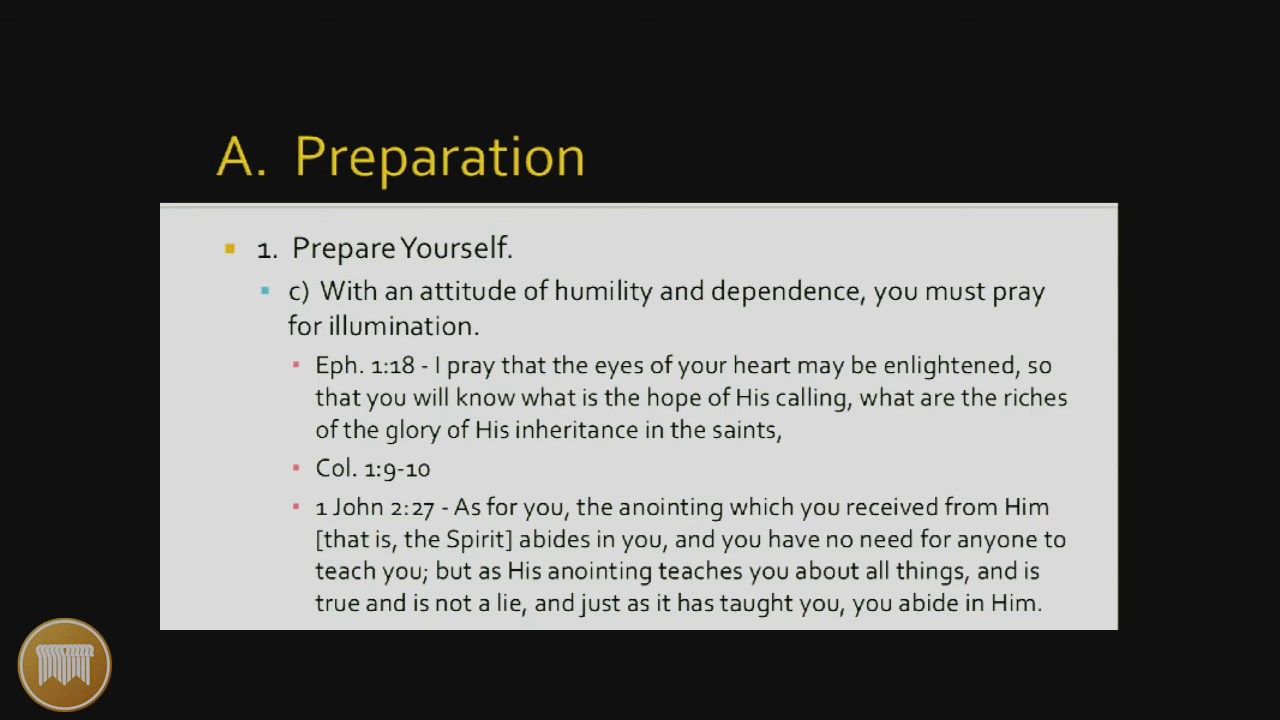 A. Preparation
1. Prepare Yourself.
c) With an attitude of humility and dependence, you must pray
for illumination.
Eph. 1:18 - I pray that the eyes of your heart may be enlightened, so
that you will know what is the hope of His calling, what are the riches
of the glory of His inheritance in the saints,
Col. 1:9-10
1 John 2:27 - As for you, the anointing which you received from Him
[that is, the Spirit] abides in you, and you have no need for anyone to
teach you; but as His anointing teaches you about all things, and is
true and is not a lie, and just as it has taught you, you abide in Him.